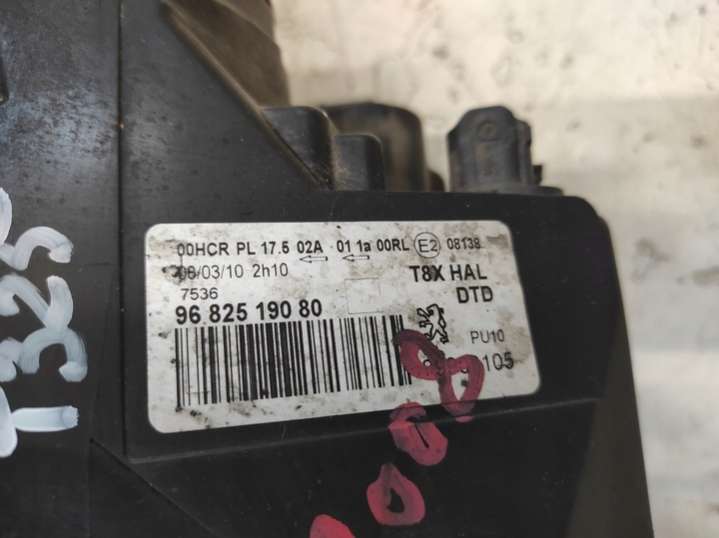 00HCR PL 17.5 02A 01 1a 00RL E2 08138
/03/10 2h10
T8X HAL
7536
DTD
96 825 190 80
PU10
105